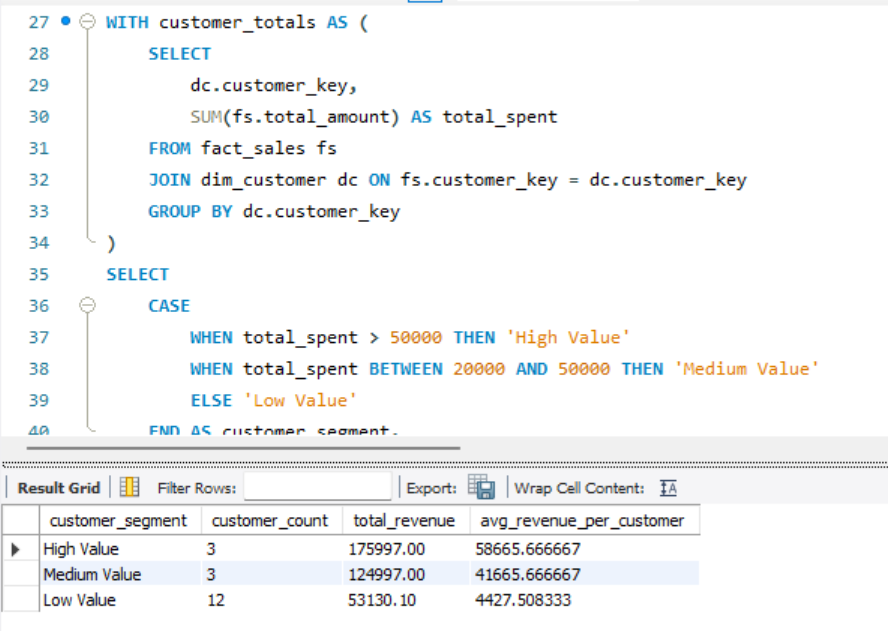 27 WITH customer_totals AS (
28 SELECT
29 dc.customer_key,
30 SUM(fs.total_amount) AS total_spent
31 FROM fact_sales fs
32 JOIN dim_customer dc ON fs.customer_key = dc.customer_key
33 GROUP BY dc.customer_key
34 )
35 SELECT
36 CASE
37 WHEN total_spent > 50000 THEN 'High Value'
38 WHEN total_spent BETWEEN 20000 AND 50000 THEN 'Medium Value'
39 ELSE 'Low Value'
40 END AS customer_segment,
Result Grid Filter Rows: Export: Wrap Cell Content: IA
customer_segment customer_count total_revenue avg_revenue_per_customer
High Value 3 175997.00 58665.666667
Medium Value 3 124997.00 41665.666667
Low Value 12 53130.10 4427.508333